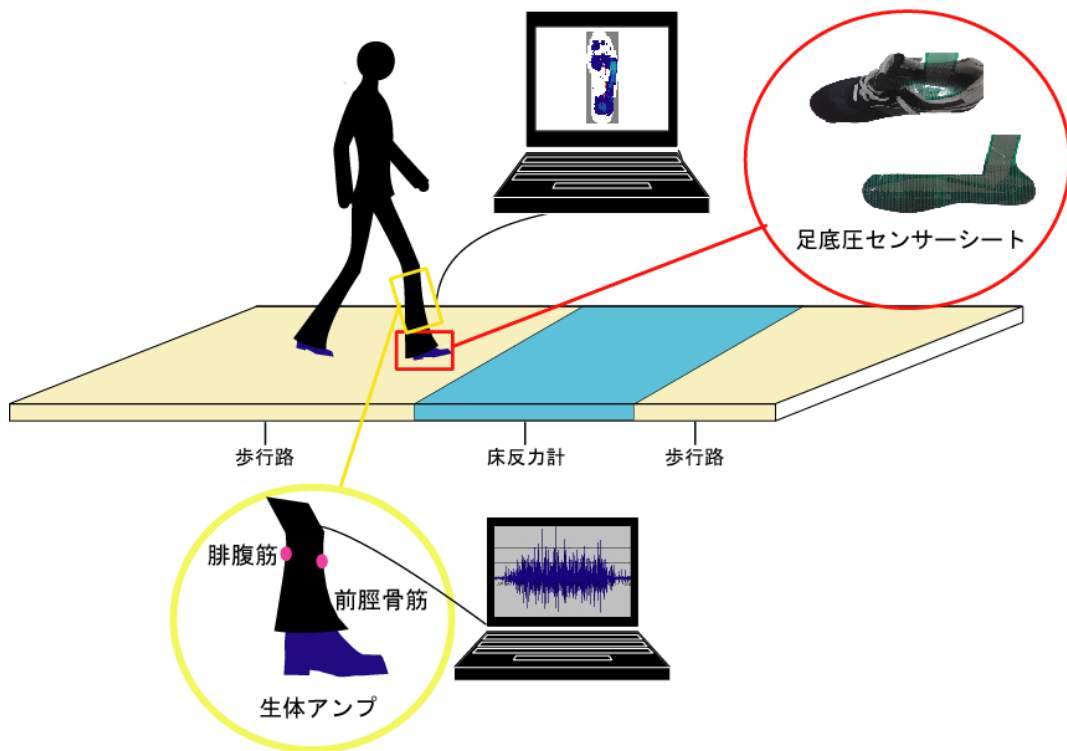 足底圧センサーシート
歩行路
床反力計
歩行路
腓腹筋
前脛骨筋
生体アンプ